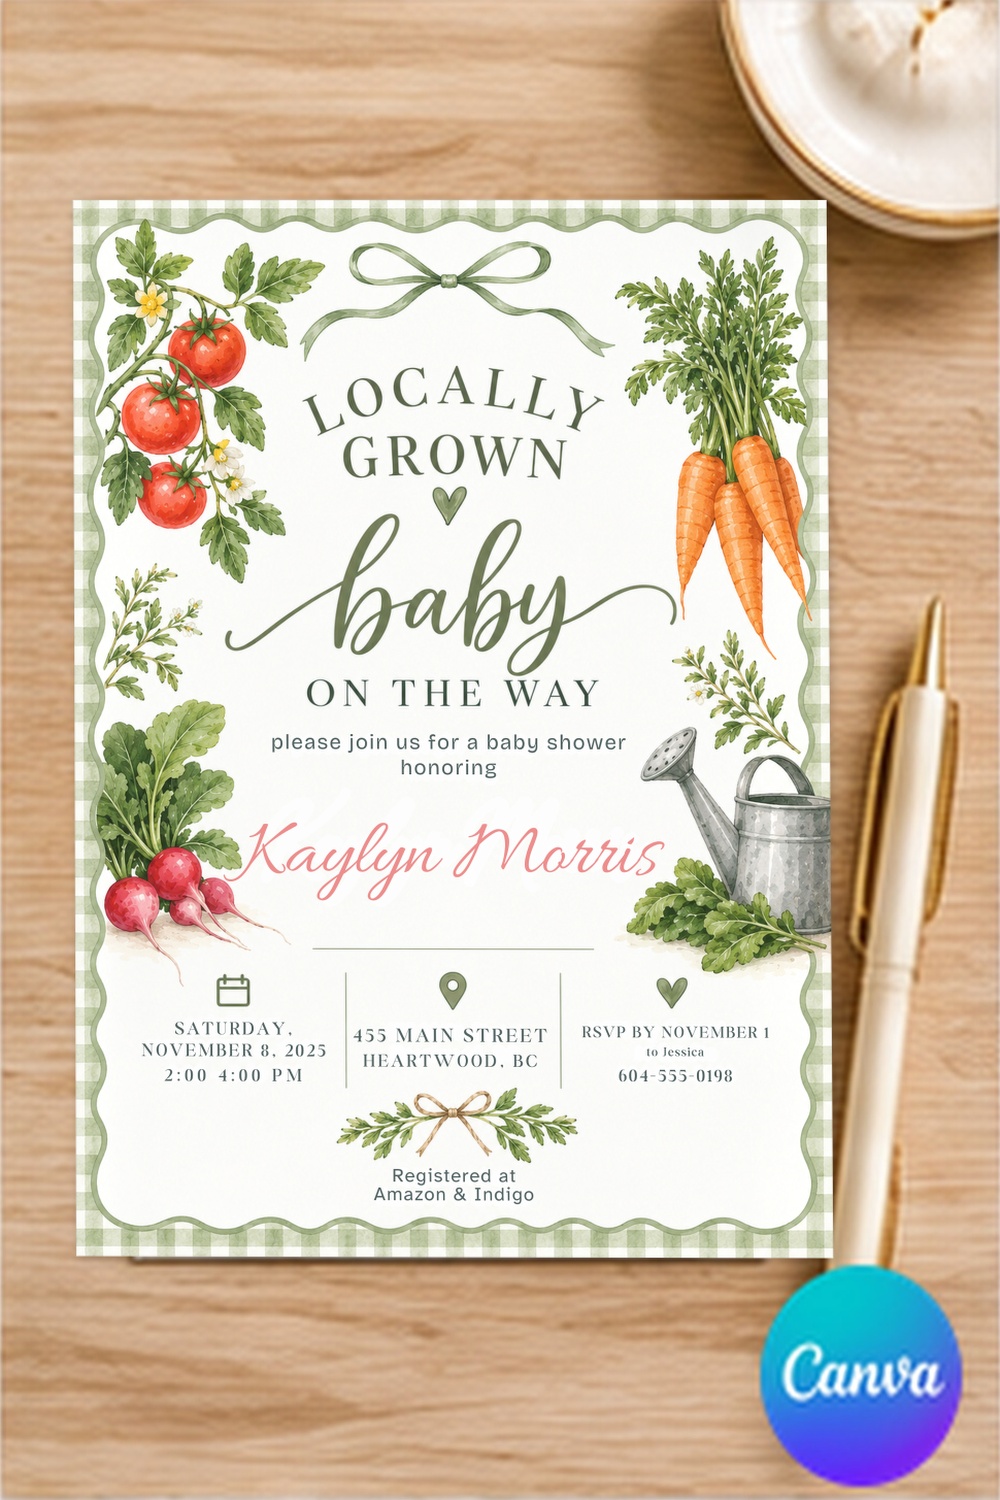 LOCALLY
GROWN
baby
ON THE WAY
please join us for a baby shower
honoring
Kaylyn Morris
SATURDAY,
NOVEMBER 8, 2025
2:00 4:00 PM
455 MAIN STREET
HEARTWOOD, BC
RSVP BY NOVEMBER 1
to Jessica
604-555-0198
Registered at
Amazon & Indigo
Canva